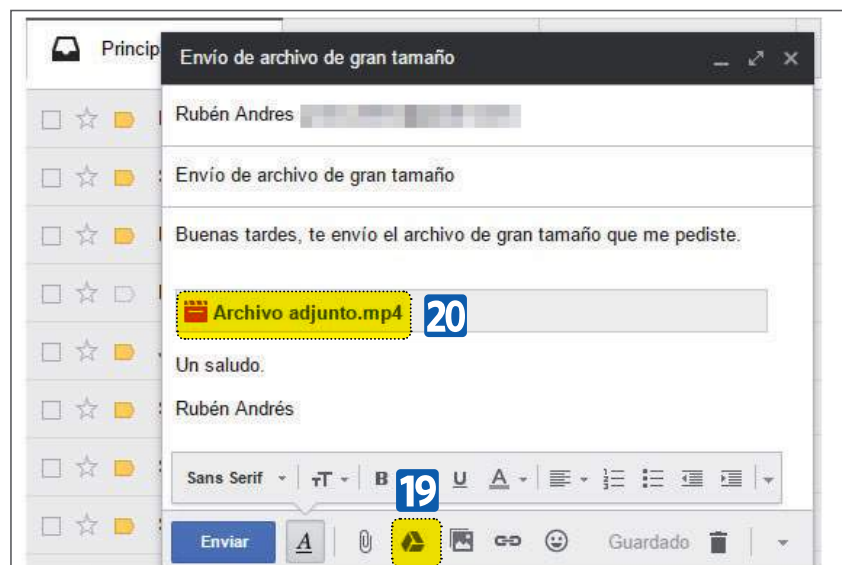 Princip
Envío de archivo de gran tamaño
Rubén Andres
Envío de archivo de gran tamaño
Buenas tardes, te envío el archivo de gran tamaño que me pediste.
Archivo adjunto.mp4 20
Un saludo.
Rubén Andrés
Sans Serif B 19 U A
Enviar A Guardado